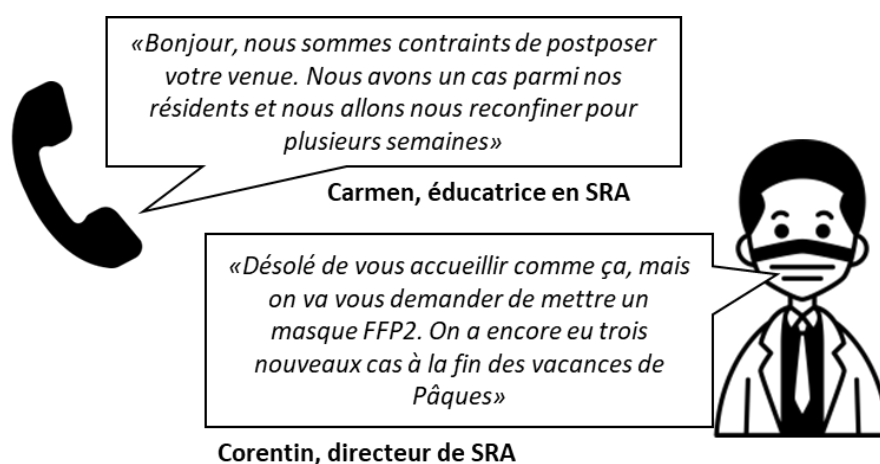 «Bonjour, nous sommes contraints de postposer
votre venue. Nous avons un cas parmi nos
résidents et nous allons nous reconfiner pour
plusieurs semaines»
Carmen, éducatrice en SRA
«Désolé de vous accueillir comme ça, mais
on va vous demander de mettre un
masque FFP2. On a encore eu trois
nouveaux cas à la fin des vacances de
Pâques»
Corentin, directeur de SRA